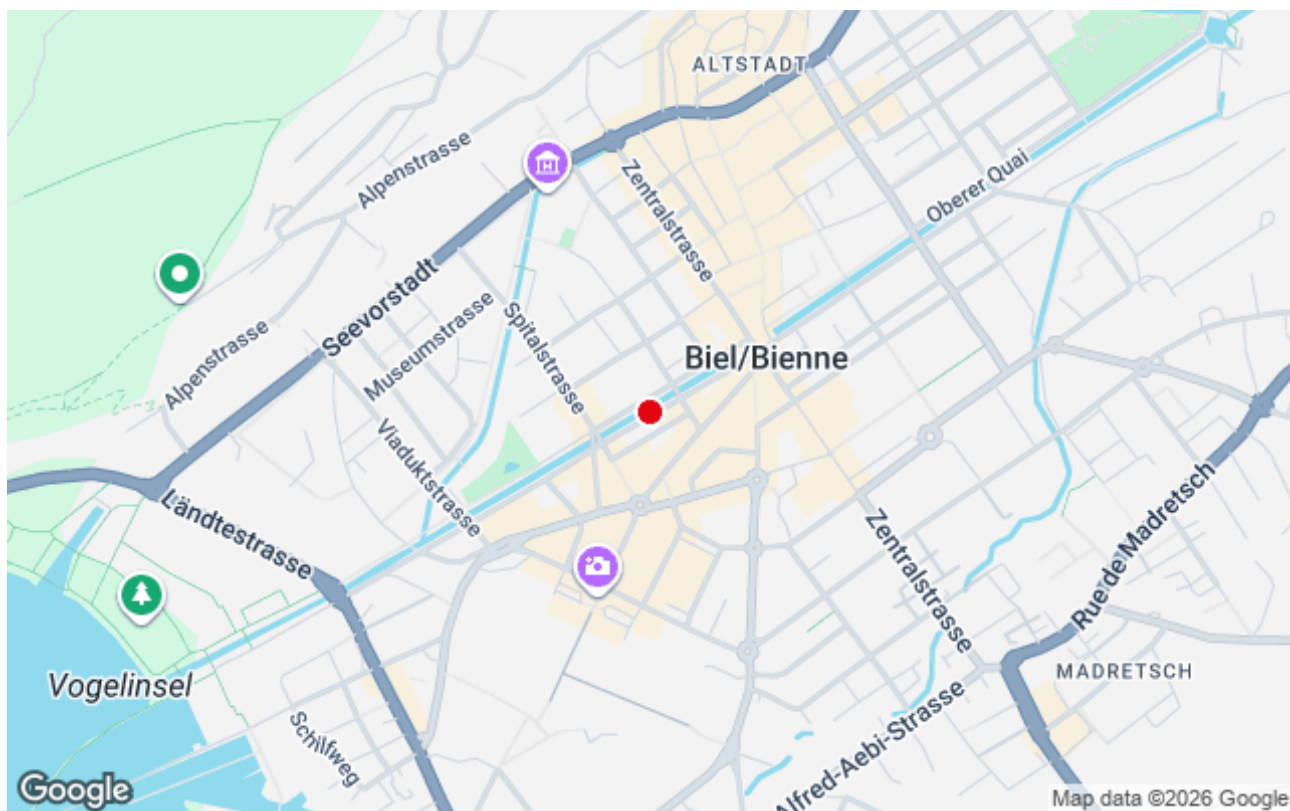 ALTSTADT
Alpenstrasse
Zentralstrasse
Oberer Quai
Seevorstadt
Museumstrasse
Spitalstrasse
Alpenstrasse
Biel/Bienne
Viaduktstrasse
Ländtestrasse
Zentralstrasse
Rue de Madretsch
Vogelinsel
MADRETSCH
Schilfweg
Alfred-Aebi-Strasse
Google
Map data ©2026 Google